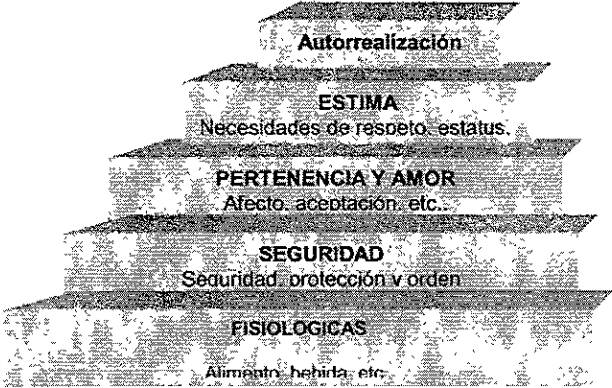 Autorrealización
ESTIMA
Necesidades de respeto, estatus,
PERTENENCIA Y AMOR
Afecto, aceptación, etc..
SEGURIDAD
Seguridad, protección y orden
FISIOLOGICAS
Alimento, bebida, etc